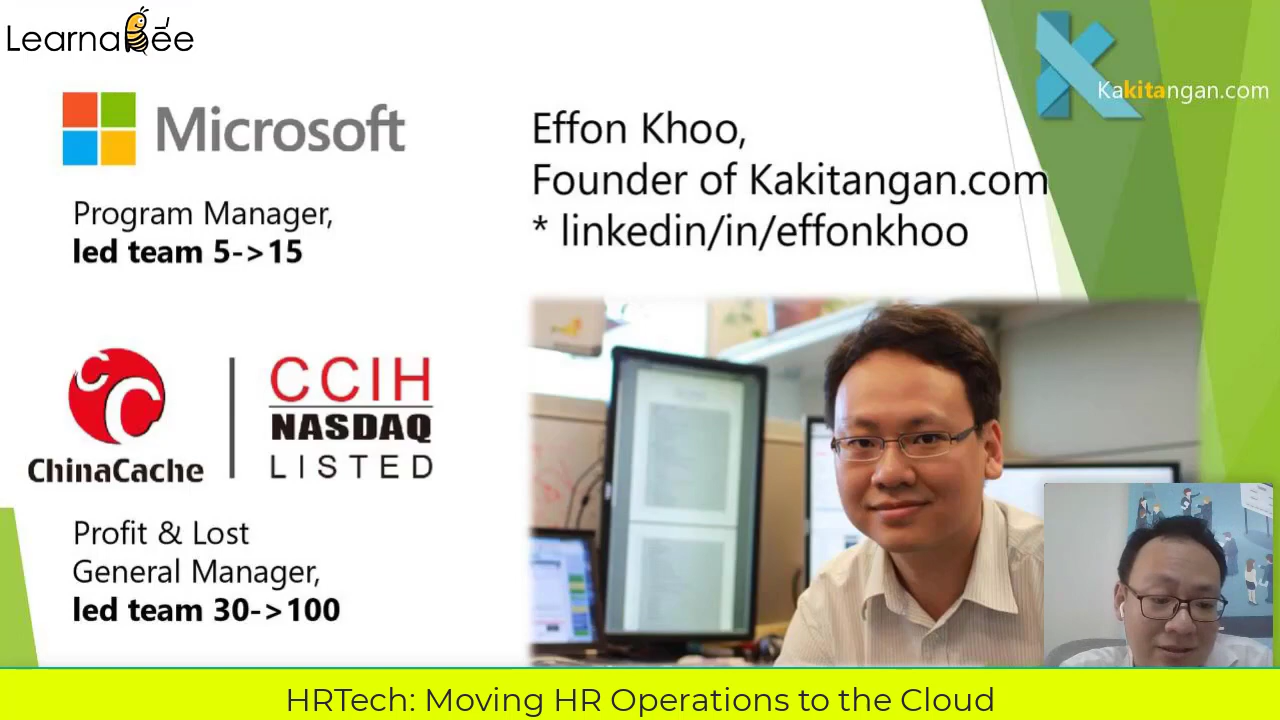 LearnaBee
Microsoft
Program Manager,
led team 5->15
ChinaCache
CCIH
NASDAQ
LISTED
Profit & Lost
General Manager,
led team 30->100
Effon Khoo,
Founder of Kakitangan.com
* linkedin/in/effonkhoo
Kakitangan.com
HRTech: Moving HR Operations to the Cloud